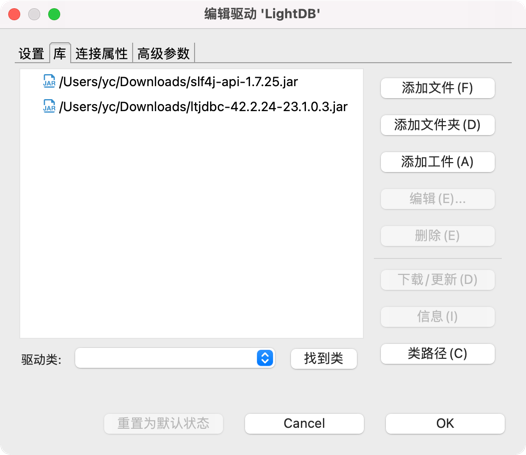 编辑驱动 'LightDB'
设置 库 连接属性 高级参数
JAR /Users/yc/Downloads/slf4j-api-1.7.25.jar
JAR /Users/yc/Downloads/ltjdbc-42.2.24-23.1.0.3.jar
添加文件(F)
添加文件夹(D)
添加工件(A)
编辑(E)...
删除(E)
下载/更新(D)
信息(I)
类路径(C)
驱动类:
找到类
重置为默认状态
Cancel
OK